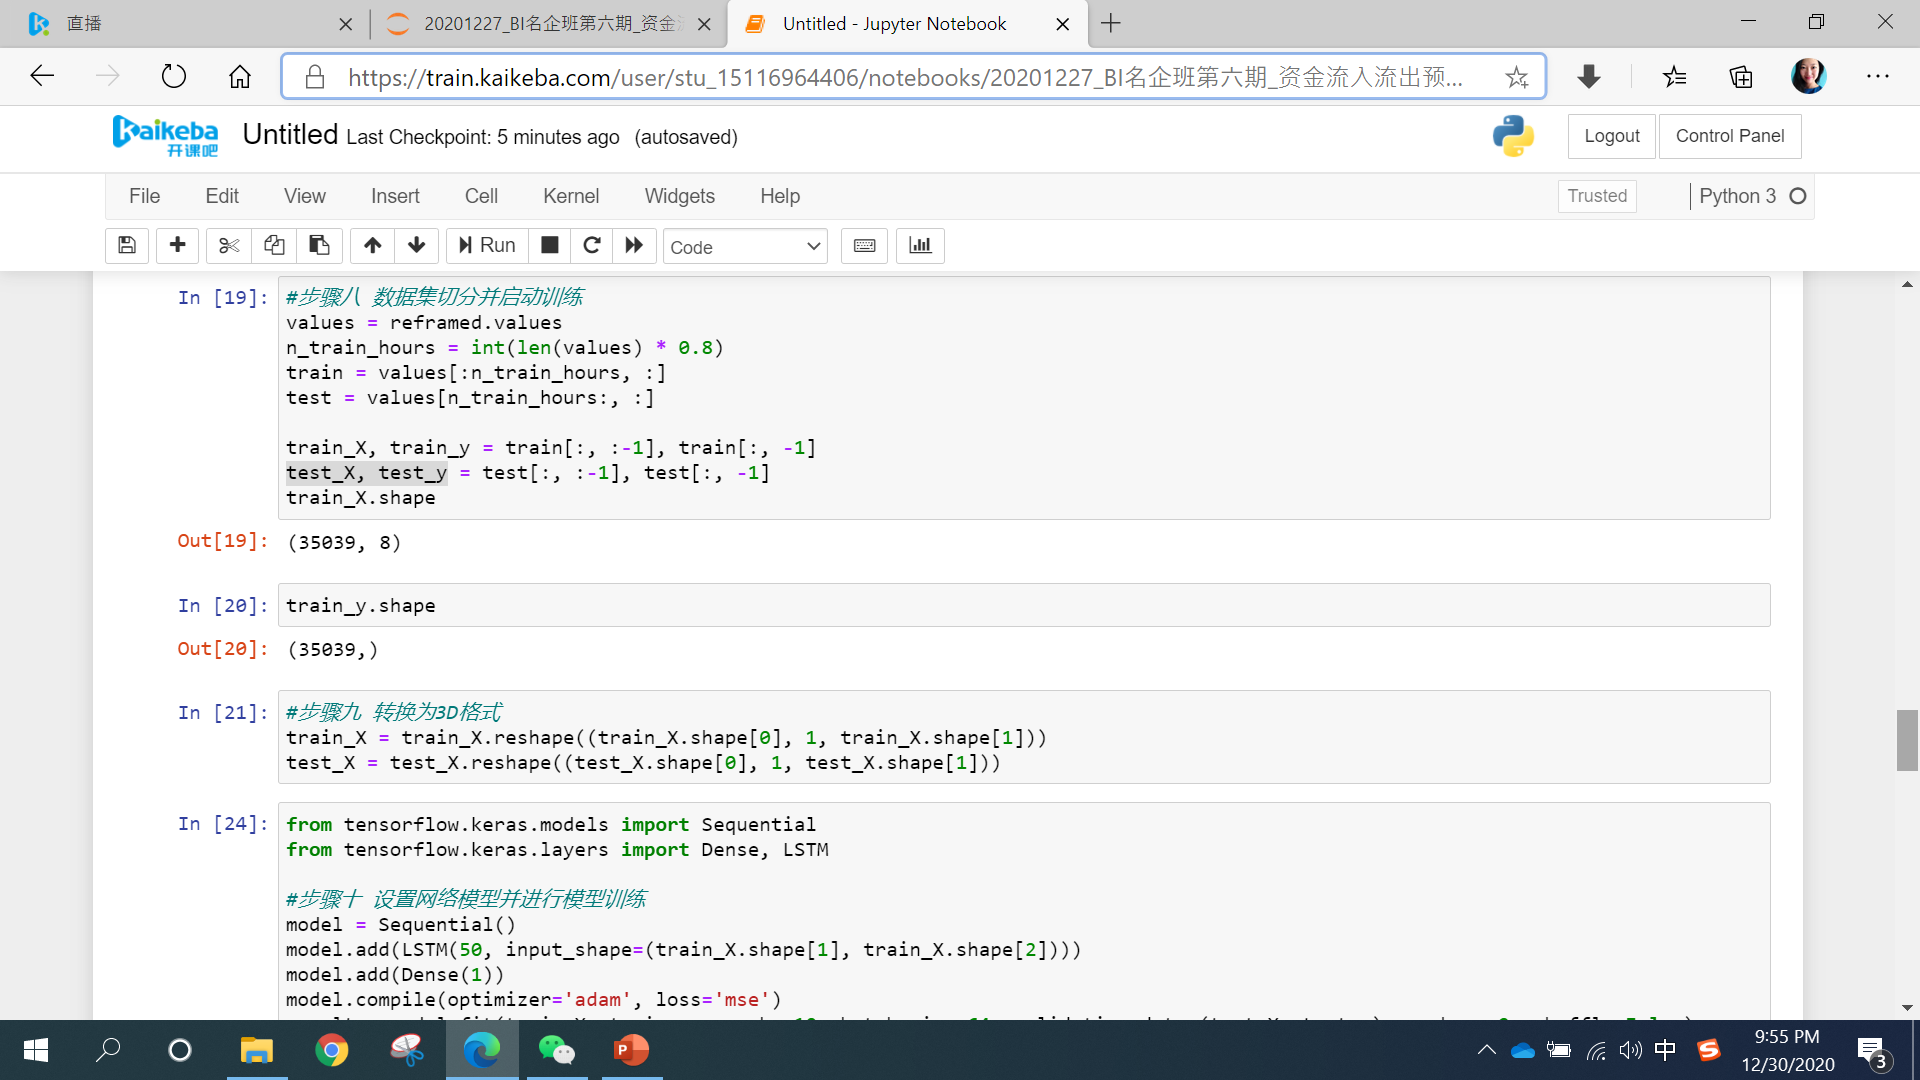 直播
20201227_BI名企班第六期_资金
Untitled - Jupyter Notebook
https://train.kaikeba.com/user/stu_15116964406/notebooks/20201227_BI名企班第六期_资金流入流出预...
Kaikeba
开课吧
Untitled Last Checkpoint: 5 minutes ago (autosaved)
Logout
Control Panel
File Edit View Insert Cell Kernel Widgets Help
Trusted
Python 3
Run
Code
In [19]:
#步骤八 数据集切分并启动训练
values = reframed.values
n_train_hours = int(len(values) * 0.8)
train = values[:n_train_hours, :]
test = values[n_train_hours:, :]
train_X, train_y = train[:, :-1], train[:, -1]
test_X, test_y = test[:, :-1], test[:, -1]
train_X.shape
Out[19]: (35039, 8)
In [20]: train_y.shape
Out[20]: (35039,)
In [21]:
#步骤九 转换为3D格式
train_X = train_X.reshape((train_X.shape[0], 1, train_X.shape[1]))
test_X = test_X.reshape((test_X.shape[0], 1, test_X.shape[1]))
In [24]:
from tensorflow.keras.models import Sequential
from tensorflow.keras.layers import Dense, LSTM
#步骤十 设置网络模型并进行模型训练
model = Sequential()
model.add(LSTM(50, input_shape=(train_X.shape[1], train_X.shape[2])))
model.add(Dense(1))
model.compile(optimizer='adam', loss='mse')
中
9:55 PM
12/30/2020
3